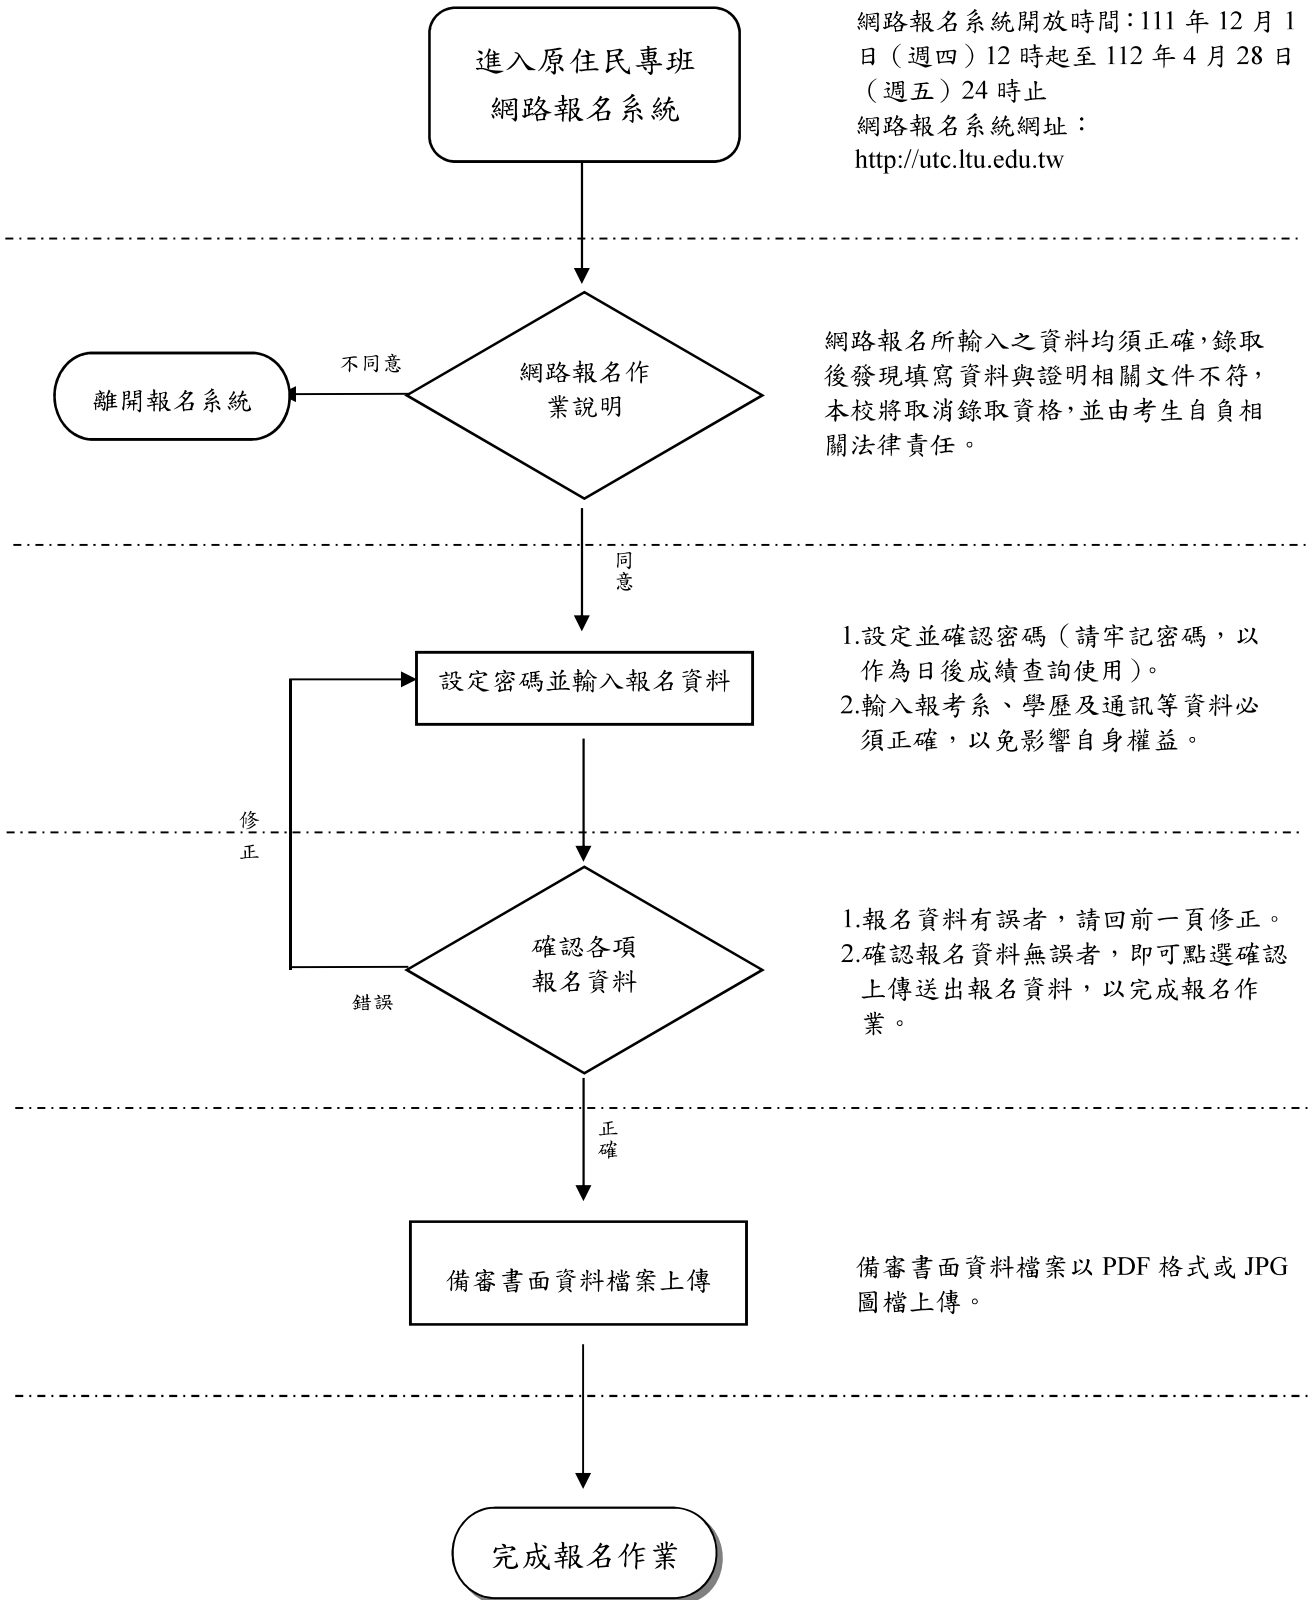 進入原住民專班
網路報名系統
網路報名系統開放時間：111 年 12 月 1
日（週四）12 時起至 112 年 4 月 28 日
（週五）24 時止
網路報名系統網址：
http://utc.ltu.edu.tw
不同意
離開報名系統
網路報名作
業說明
網路報名所輸入之資料均須正確，錄取
後發現填寫資料與證明相關文件不符，
本校將取消錄取資格，並由考生自負相
關法律責任。
同
意
設定密碼並輸入報名資料
1.設定並確認密碼（請牢記密碼，以
作為日後成績查詢使用）。
2.輸入報考系、學歷及通訊等資料必
須正確，以免影響自身權益。
修
正
確認各項
報名資料
錯誤
1.報名資料有誤者，請回前一頁修正。
2.確認報名資料無誤者，即可點選確認
上傳送出報名資料，以完成報名作
業。
正
確
備審書面資料檔案上傳
備審書面資料檔案以 PDF 格式或 JPG
圖檔上傳。
完成報名作業